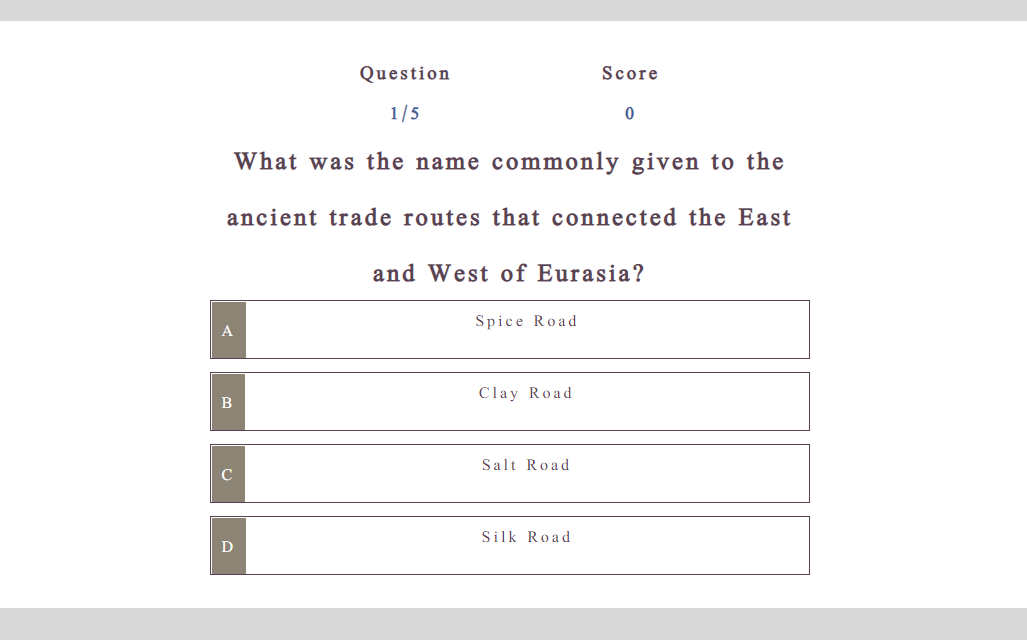 Question Score
1/5 0
What was the name commonly given to the
ancient trade routes that connected the East
and West of Eurasia?
A Spice Road
B Clay Road
C Salt Road
D Silk Road